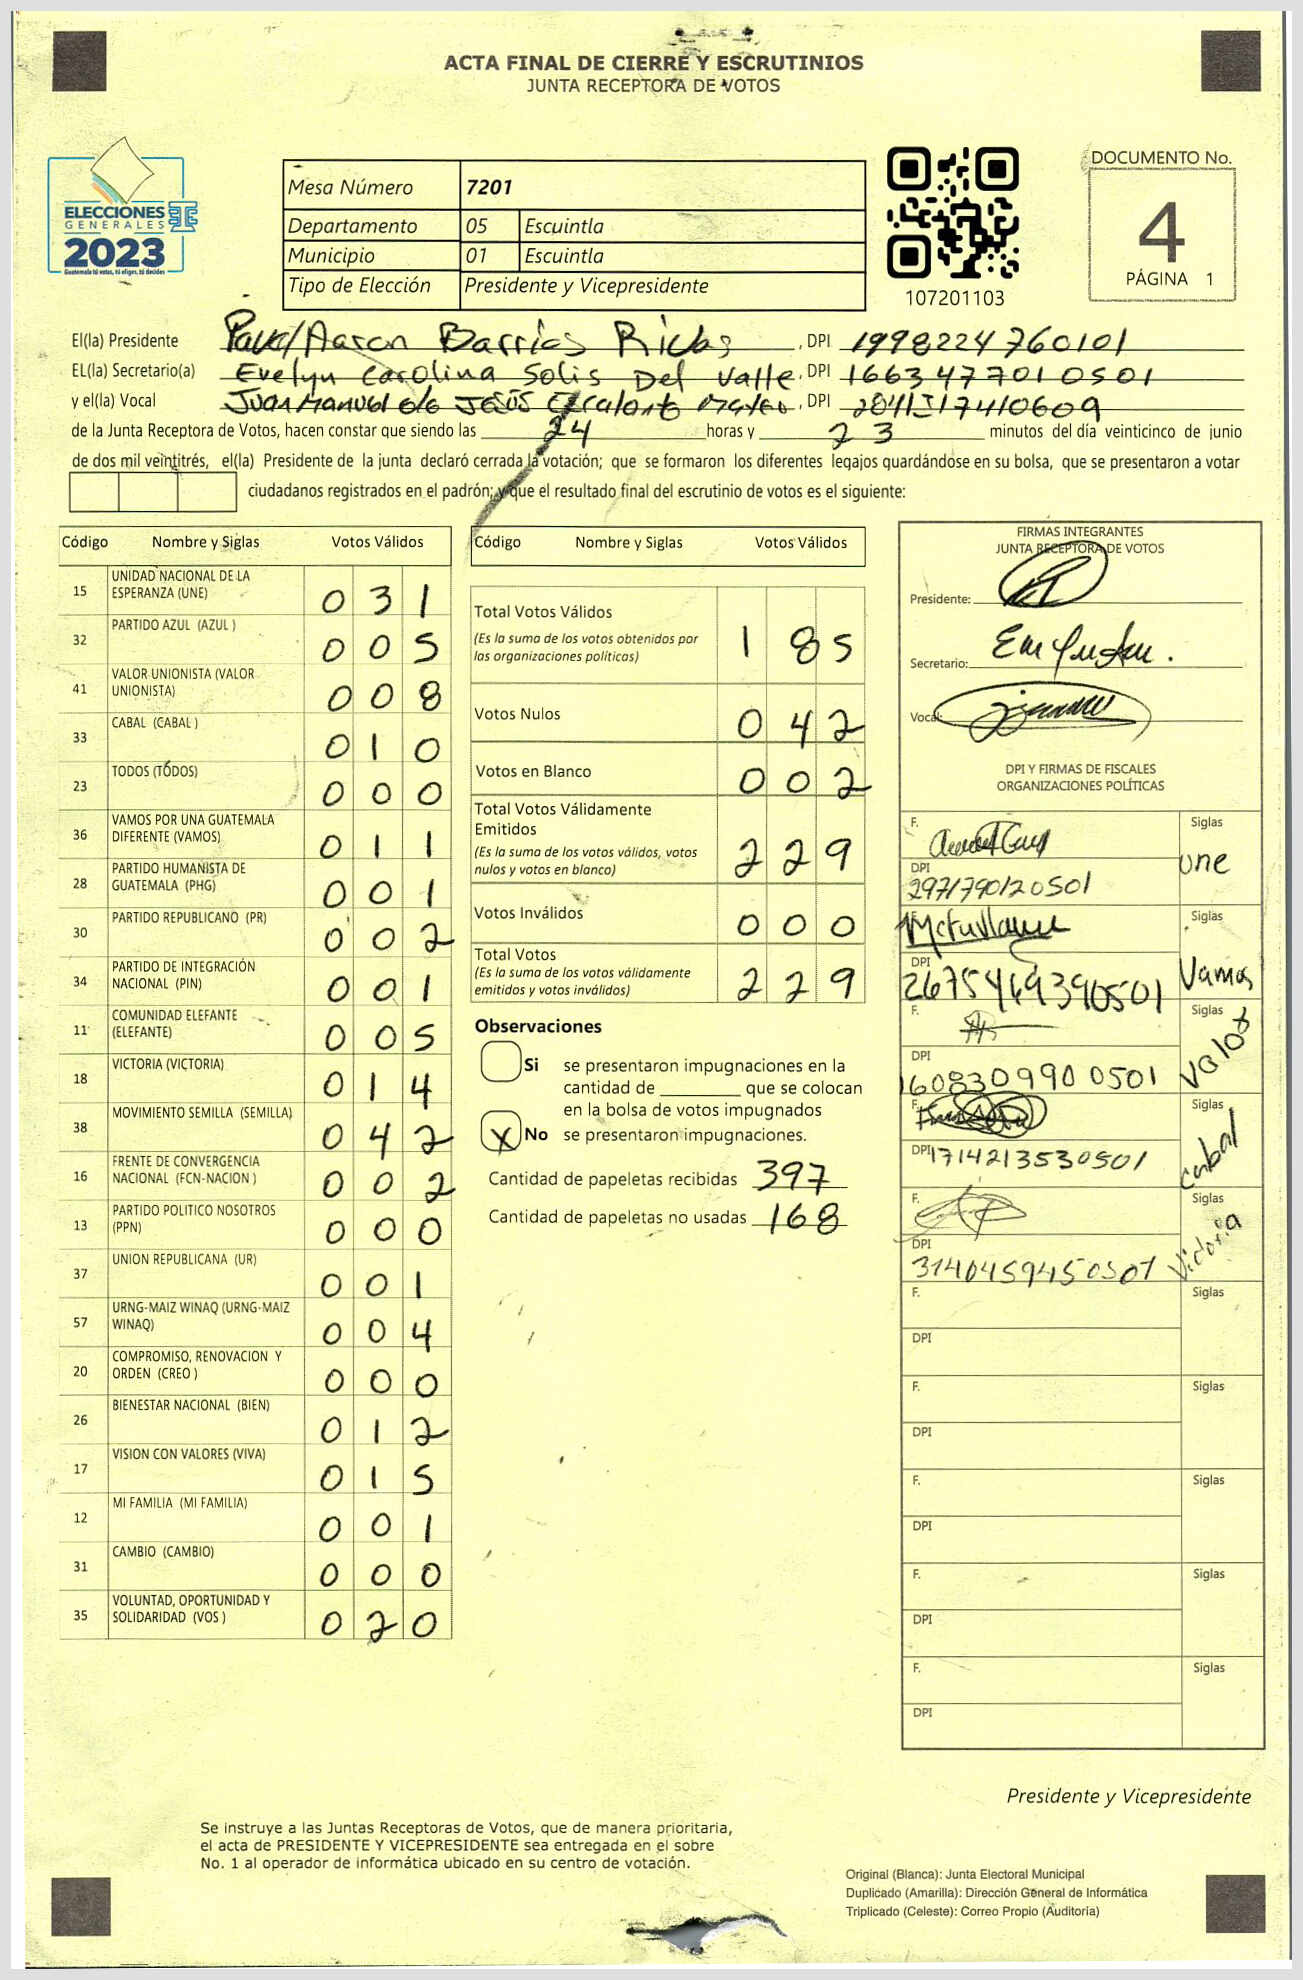 ACTA FINAL DE CIERRE Y ESCRUTINIOS
JUNTA RECEPTORA DE VOTOS
ELECCIONES
GENERALES
2023
Guatemala tú votas, tú eliges, tú decides
Mesa Número 7201
Departamento 05 Escuintla
Municipio 01 Escuintla
Tipo de Elección Presidente y Vicepresidente
107201103
DOCUMENTO No.
4
PÁGINA 1
El(la) Presidente Aaron Barrios Rivas, DPI 1998224760101
EL(la) Secretario(a) Evelyn Carolina Solis Del Valle, DPI 1663477010501
y el(la) Vocal Juan Manuel de Jesús Escalante, DPI
de la Junta Receptora de Votos, hacen constar que siendo las 24 horas y 23 minutos del día veinticinco de junio
de dos mil veintitrés, el(la) Presidente de la junta declaró cerrada la votación; que se formaron los diferentes legajos quardándose en su bolsa, que se presentaron a votar
ciudadanos registrados en el padrón; y que el resultado final del escrutinio de votos es el siguiente:
Código Nombre y Siglas Votos Válidos
15 UNIDAD NACIONAL DE LA ESPERANZA (UNE) 0 3 1
32 PARTIDO AZUL (AZUL ) 0 0 5
41 VALOR UNIONISTA (VALOR UNIONISTA) 0 0 8
33 CABAL (CABAL ) 0 1 0
23 TODOS (TODOS) 0 0 0
36 VAMOS POR UNA GUATEMALA DIFERENTE (VAMOS) 0 1 1
28 PARTIDO HUMANISTA DE GUATEMALA (PHG) 0 0 1
30 PARTIDO REPUBLICANO (PR) 0 0 2
34 PARTIDO DE INTEGRACIÓN NACIONAL (PIN) 0 0 1
11 COMUNIDAD ELEFANTE (ELEFANTE) 0 0 5
18 VICTORIA (VICTORIA) 0 1 4
38 MOVIMIENTO SEMILLA (SEMILLA) 0 4 2
16 FRENTE DE CONVERGENCIA NACIONAL (FCN-NACION ) 0 0 2
13 PARTIDO POLITICO NOSOTROS (PPN) 0 0 0
37 UNION REPUBLICANA (UR) 0 0 1
57 URNG-MAIZ WINAQ (URNG-MAIZ WINAQ) 0 0 4
20 COMPROMISO, RENOVACION Y ORDEN (CREO ) 0 0 0
26 BIENESTAR NACIONAL (BIEN) 0 1 2
17 VISION CON VALORES (VIVA) 0 1 5
12 MI FAMILIA (MI FAMILIA) 0 0 1
31 CAMBIO (CAMBIO) 0 0 0
35 VOLUNTAD, OPORTUNIDAD Y SOLIDARIDAD (VOS ) 0 2 0
Código Nombre y Siglas Votos Válidos
Total Votos Válidos 1 8 5
(Es la suma de los votos obtenidos por
las organizaciones políticas)
Votos Nulos 0 4 2
Votos en Blanco 0 0 2
Total Votos Válidamente
Emitidos 2 2 9
(Es la suma de los votos válidos, votos
nulos y votos en blanco)
Votos Inválidos 0 0 0
Total Votos 2 2 9
(Es la suma de los votos válidamente
emitidos y votos inválidos)
Observaciones
Si se presentaron impugnaciones en la
cantidad de ________ que se colocan
en la bolsa de votos impugnados
X No se presentaron impugnaciones.
Cantidad de papeletas recibidas 397
Cantidad de papeletas no usadas 168
FIRMAS INTEGRANTES
JUNTA RECEPTORA DE VOTOS
Presidente:
Secretario:
Vocal:
DPI Y FIRMAS DE FISCALES
ORGANIZACIONES POLÍTICAS
F. Siglas une
DPI 2971790120501
F. Siglas Vamos
DPI 2675469390501
F. Siglas Valor
DPI 1608309900501
F. Siglas Cabal
DPI 1714213530501
F. Siglas Victoria
DPI 3140459450501
F. Siglas
DPI
F. Siglas
DPI
F. Siglas
DPI
F. Siglas
DPI
F. Siglas
DPI
Presidente y Vicepresidente
Se instruye a las Juntas Receptoras de Votos, que de manera prioritaria,
el acta de PRESIDENTE Y VICEPRESIDENTE sea entregada en el sobre
No. 1 al operador de informática ubicado en su centro de votación.
Original (Blanca): Junta Electoral Municipal
Duplicado (Amarilla): Dirección General de Informática
Triplicado (Celeste): Correo Propio (Auditoria)